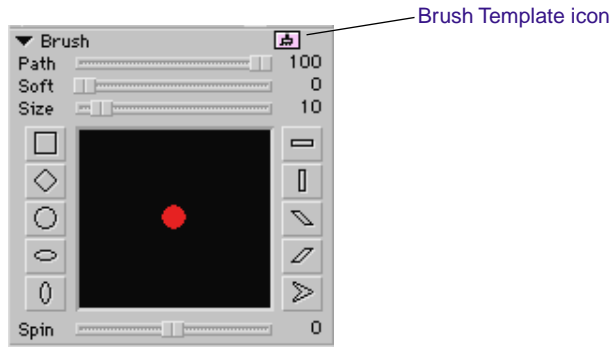 Brush Template icon
Brush
Path 100
Soft 0
Size 10
Spin 0